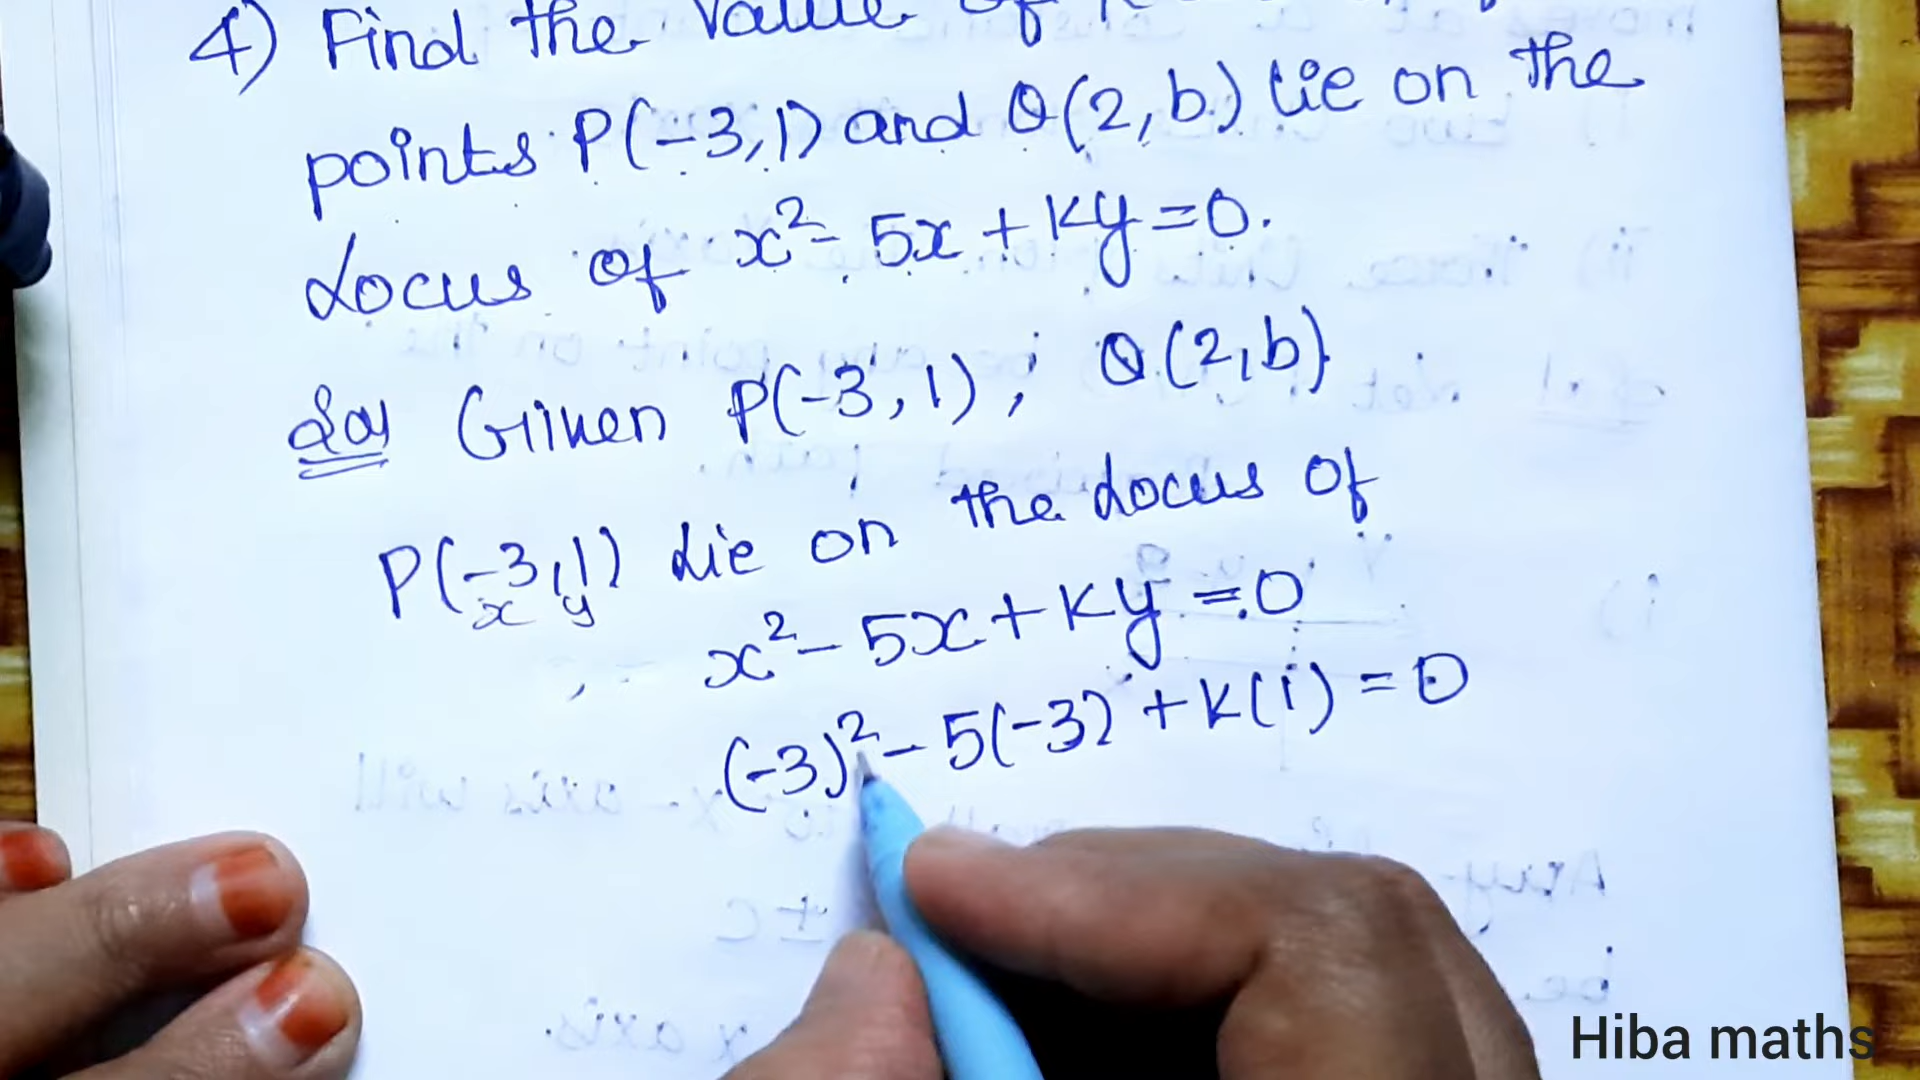 4) Find the value of
points P(-3,1) and Q(2,b) lie on the
Locus of x²- 5x + ky = 0.
Sol Given P(-3, 1) ; Q(2,b)
P(-3,1) Lie on the Locus of
x y
x² - 5x + ky = 0
(-3)² - 5(-3) + k(1) = 0
Hiba maths